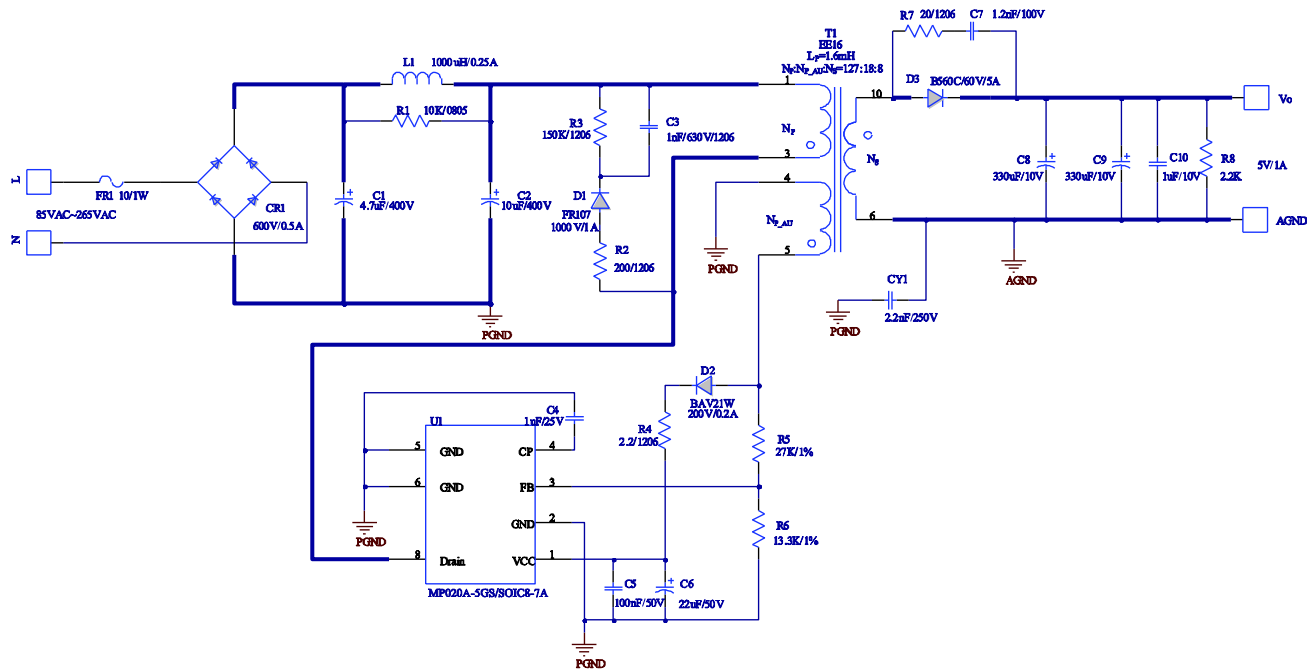 L1 1000uH/0.25A
R1 10K/0805
R3
150K/1206
C3
1nF/630V/1206
T1
EE16
LP=1.6mH
NP:NP_AU:NS=127:18:8
1
NP
3
4
NP_AU
5
10
NS
6
R7 20/1206
C7 1.2nF/100V
D3 B560C/60V/5A
Vo
C8
330uF/10V
C9
330uF/10V
C10
1uF/10V
R8
2.2K
5V/1A
AGND
AGND
CY1
2.2nF/250V
PGND
PGND
L
FR1 10/1W
85VAC~265VAC
N
CR1
600V/0.5A
C1
4.7uF/400V
C2
10uF/400V
D1
FR107
1000V/1A
R2
200/1206
PGND
D2
BAV21W
200V/0.2A
R4
2.2/1206
R5
27K/1%
R6
13.3K/1%
C4
1nF/25V
U1
5 GND
CP 4
6 GND
FB 3
GND 2
8 Drain
VCC 1
MP020A-5GS/SOIC8-7A
PGND
C5
100nF/50V
C6
22uF/50V
PGND